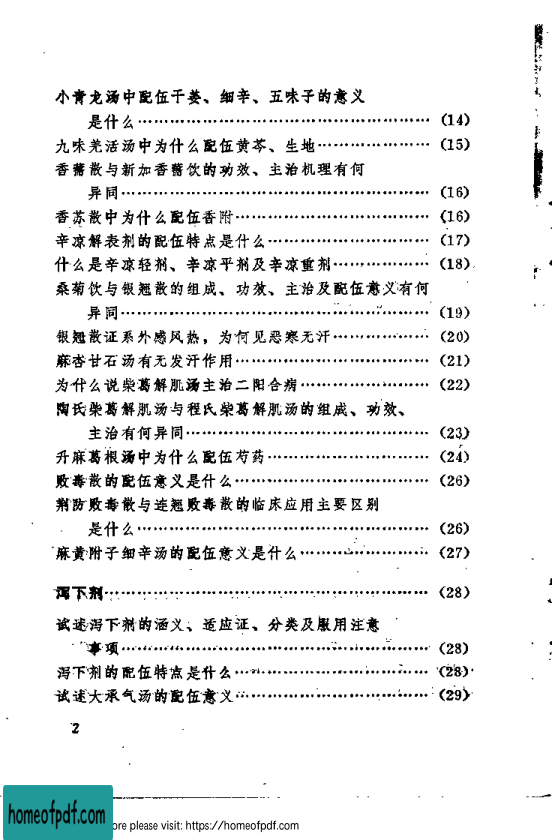 小青龙汤中配伍干姜、细辛、五味子的意义
是什么…………………………………………… (14)
九味羌活汤中为什么配伍黄芩、生地………………… (15)
香薷散与新加香薷饮的功效、主治机理有何
异同……………………………………………… (16)
香苏散中为什么配伍香附…………………………… (16)
辛凉解表剂的配伍特点是什么……………………… (17)
什么是辛凉轻剂、辛凉平剂及辛凉重剂……………… (18)
桑菊饮与银翘散的组成、功效、主治及配伍意义有何
异同……………………………………………… (19)
银翘散证系外感风热，为何见恶寒无汗……………… (20)
麻杏甘石汤有无发汗作用…………………………… (21)
为什么说柴葛解肌汤主治二阳合病………………… (22)
陶氏柴葛解肌汤与程氏柴葛解肌汤的组成、功效、
主治有何异同…………………………………… (23)
升麻葛根汤中为什么配伍芍药……………………… (24)
败毒散的配伍意义是什么…………………………… (26)
荆防败毒散与连翘败毒散的临床应用主要区别
是什么…………………………………………… (26)
麻黄附子细辛汤的配伍意义是什么………………… (27)
泻下剂……………………………………………… (28)
试述泻下剂的涵义、适应证、分类及服用注意
事项……………………………………………… (28)
泻下剂的配伍特点是什么…………………………… (28)
试述大承气汤的配伍意义…………………………… (29)
2
homeofpdf.com
ore please visit: https://homeofpdf.com